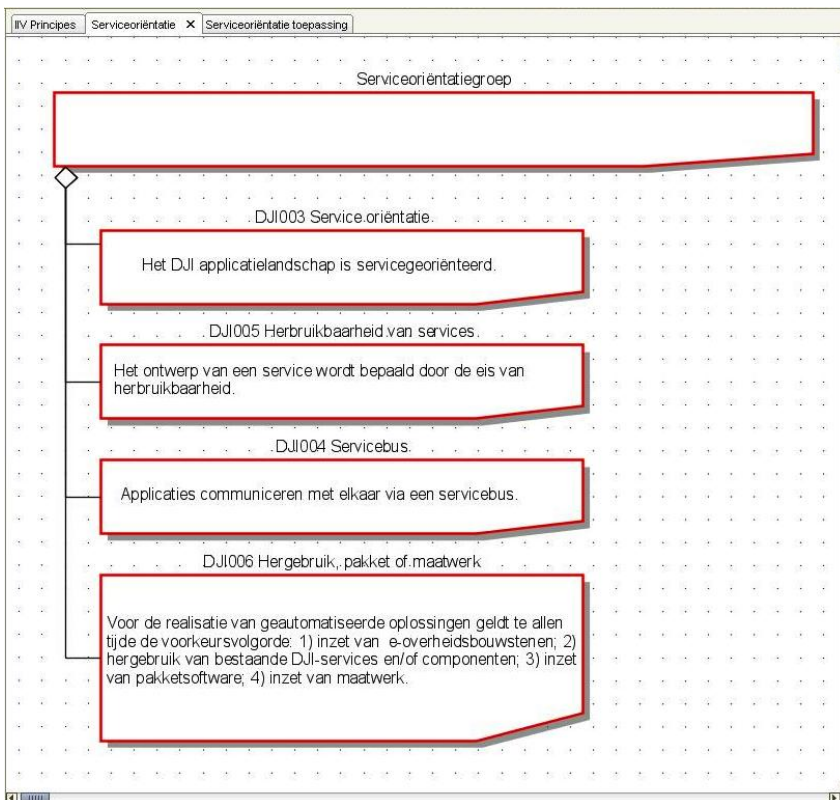 IIV Principes
Serviceoriëntatie
Serviceoriëntatie toepassing
Serviceoriëntatiegroep
DJI003 Service oriëntatie
Het DJI applicatielandschap is servicegeoriënteerd.
DJI005 Herbruikbaarheid van services
Het ontwerp van een service wordt bepaald door de eis van
herbruikbaarheid.
DJI004 Servicebus
Applicaties communiceren met elkaar via een servicebus.
DJI006 Hergebruik, pakket of maatwerk
Voor de realisatie van geautomatiseerde oplossingen geldt te allen
tijde de voorkeursvolgorde: 1) inzet van e-overheidsbouwstenen; 2)
hergebruik van bestaande DJI-services en/of componenten; 3) inzet
van pakketsoftware; 4) inzet van maatwerk.